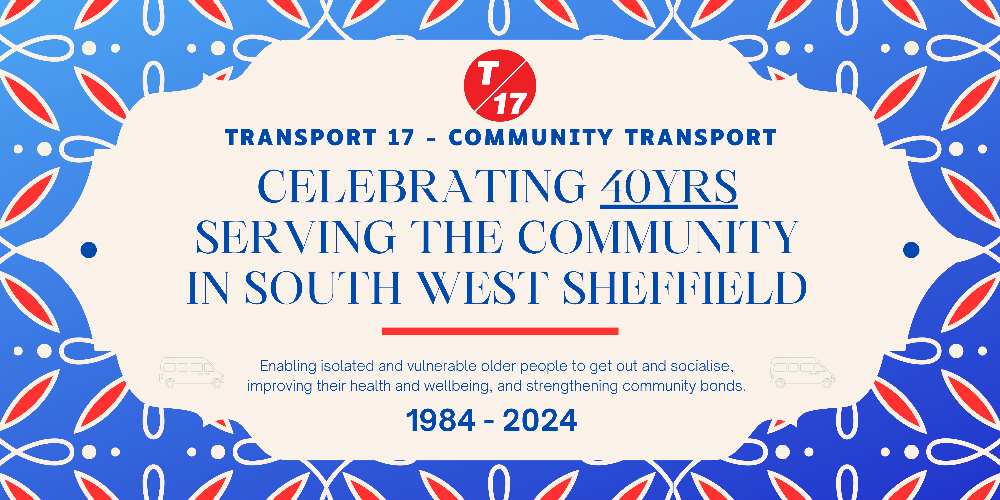 T
17
TRANSPORT 17 - COMMUNITY TRANSPORT
CELEBRATING 40YRS
SERVING THE COMMUNITY
IN SOUTH WEST SHEFFIELD
Enabling isolated and vulnerable older people to get out and socialise,
improving their health and wellbeing, and strengthening community bonds.
1984 - 2024